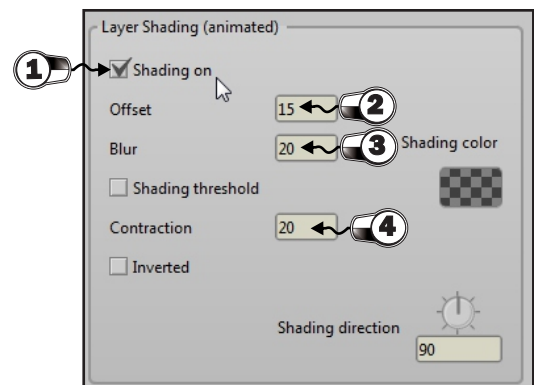 Layer Shading (animated)
1
Shading on
Offset 15 2
Blur 20 3 Shading color
Shading threshold
Contraction 20 4
Inverted
Shading direction
90